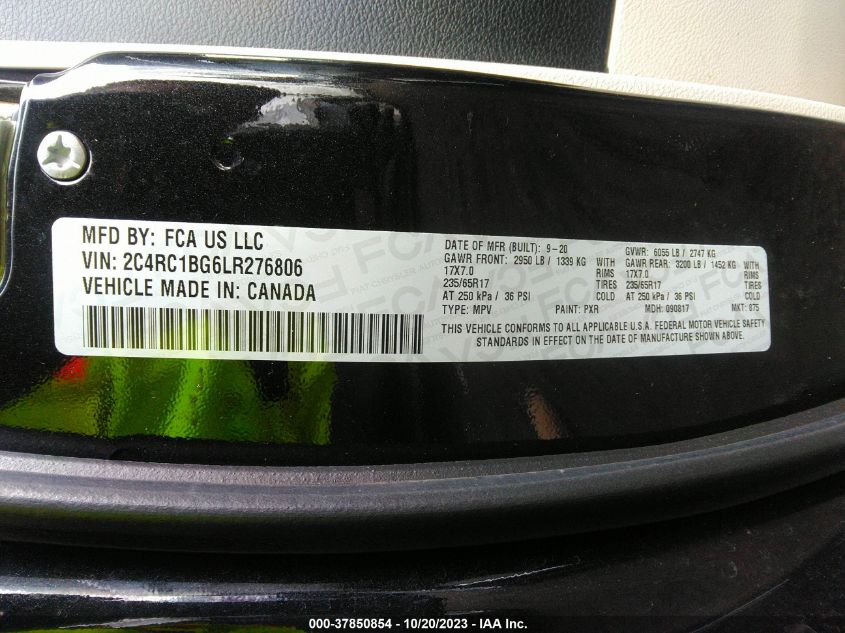 MFD BY: FCA US LLC
VIN: 2C4RC1BG6LR276806
VEHICLE MADE IN: CANADA
DATE OF MFR (BUILT): 9-20 GVWR: 6055 LB / 2747 KG
GAWR FRONT: 2950 LB / 1339 KG WITH GAWR REAR: 3200 LB / 1452 KG WITH
17X7.0 RIMS 17X7.0 RIMS
235/65R17 TIRES 235/65R17 TIRES
AT 250 kPa / 36 PSI COLD AT 250 kPa / 36 PSI COLD
TYPE: MPV PAINT: PXR MDH: 090817 MKT: 875
THIS VEHICLE CONFORMS TO ALL APPLICABLE U.S.A. FEDERAL MOTOR VEHICLE SAFETY
STANDARDS IN EFFECT ON THE DATE OF MANUFACTURE SHOWN ABOVE.
000-37850854 - 10/20/2023 - IAA Inc.